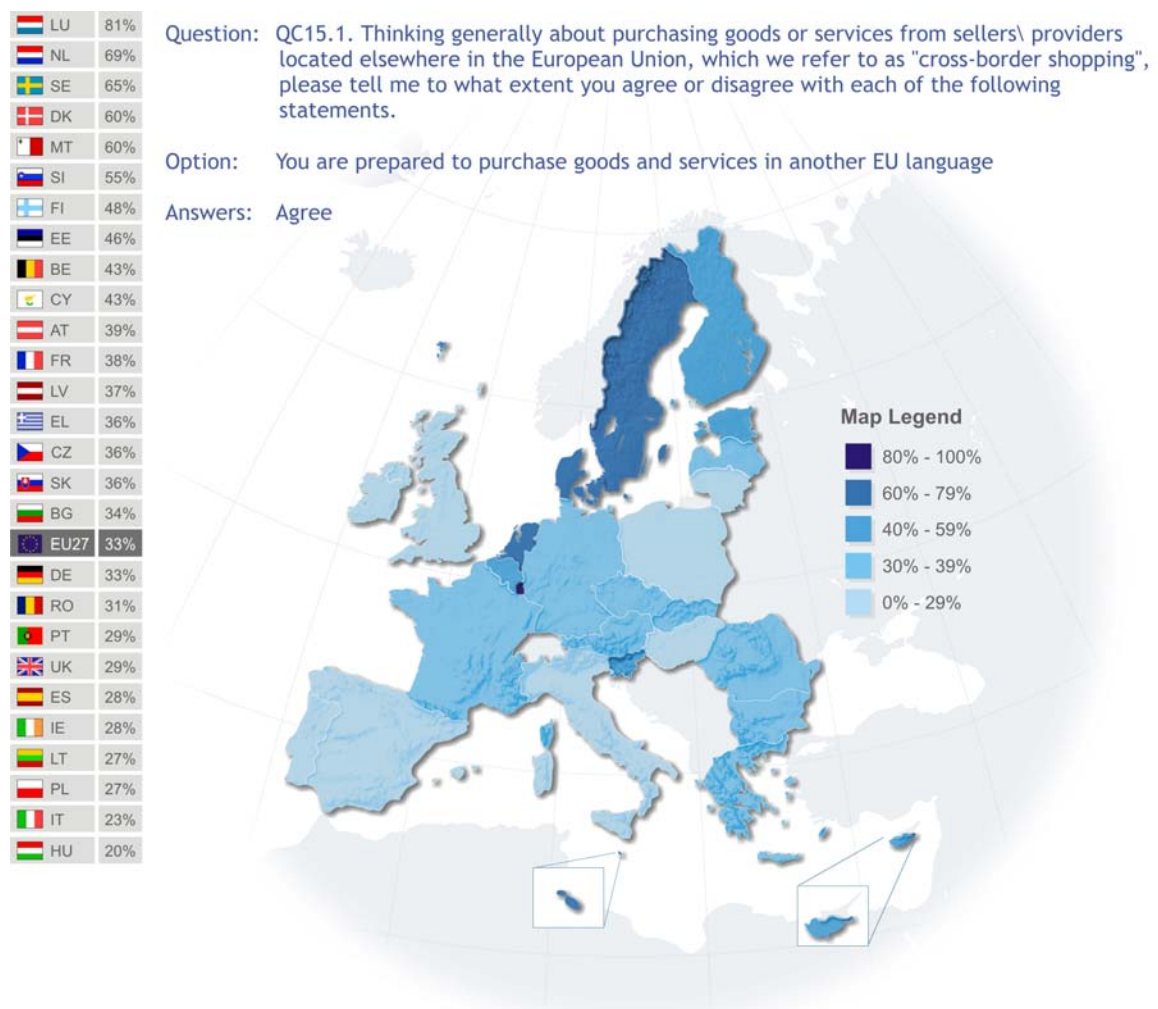 LU 81%
NL 69%
SE 65%
DK 60%
MT 60%
SI 55%
FI 48%
EE 46%
BE 43%
CY 43%
AT 39%
FR 38%
LV 37%
EL 36%
CZ 36%
SK 36%
BG 34%
EU27 33%
DE 33%
RO 31%
PT 29%
UK 29%
ES 28%
IE 28%
LT 27%
PL 27%
IT 23%
HU 20%
Question: QC15.1. Thinking generally about purchasing goods or services from sellers\ providers
located elsewhere in the European Union, which we refer to as "cross-border shopping",
please tell me to what extent you agree or disagree with each of the following
statements.
Option: You are prepared to purchase goods and services in another EU language
Answers: Agree
Map Legend
80% - 100%
60% - 79%
40% - 59%
30% - 39%
0% - 29%